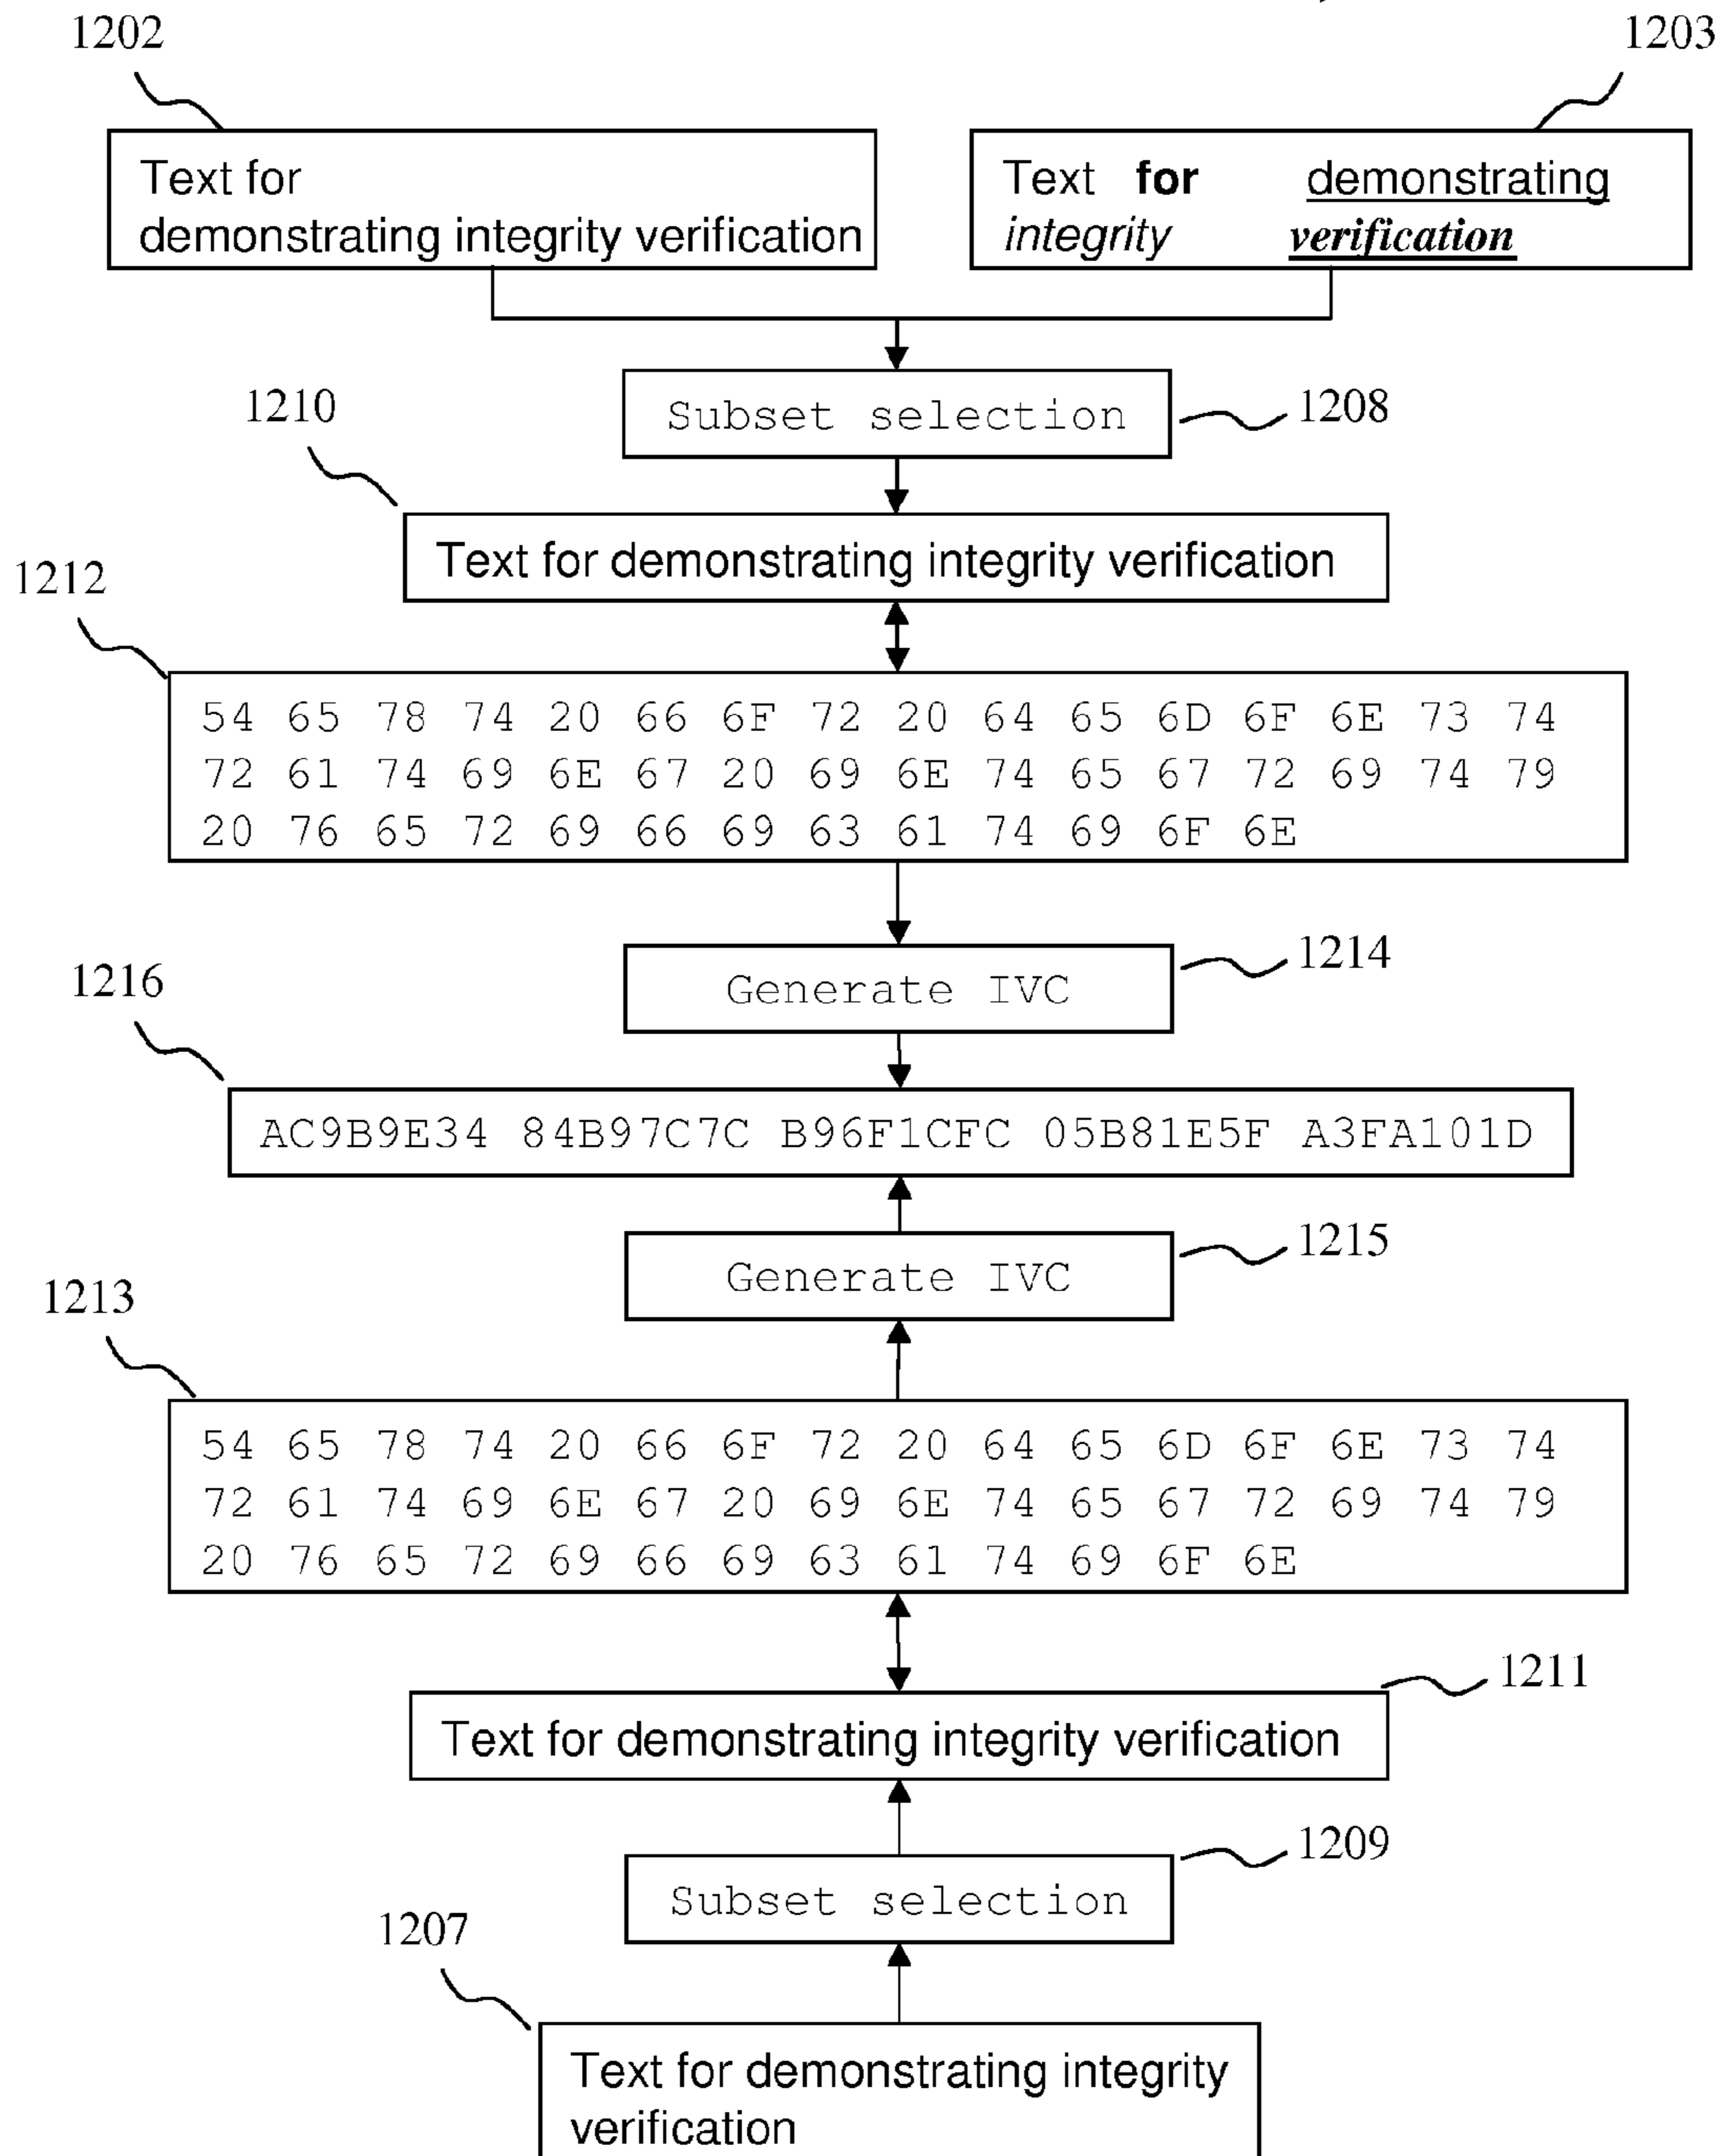 1202
1203
Text for
demonstrating integrity verification
Text for demonstrating
integrity verification
Subset selection
1208
1210
Text for demonstrating integrity verification
1212
54 65 78 74 20 66 6F 72 20 64 65 6D 6F 6E 73 74
72 61 74 69 6E 67 20 69 6E 74 65 67 72 69 74 79
20 76 65 72 69 66 69 63 61 74 69 6F 6E
1214
Generate IVC
1216
AC9B9E34 84B97C7C B96F1CFC 05B81E5F A3FA101D
1215
Generate IVC
1213
54 65 78 74 20 66 6F 72 20 64 65 6D 6F 6E 73 74
72 61 74 69 6E 67 20 69 6E 74 65 67 72 69 74 79
20 76 65 72 69 66 69 63 61 74 69 6F 6E
1211
Text for demonstrating integrity verification
1209
Subset selection
1207
Text for demonstrating integrity
verification